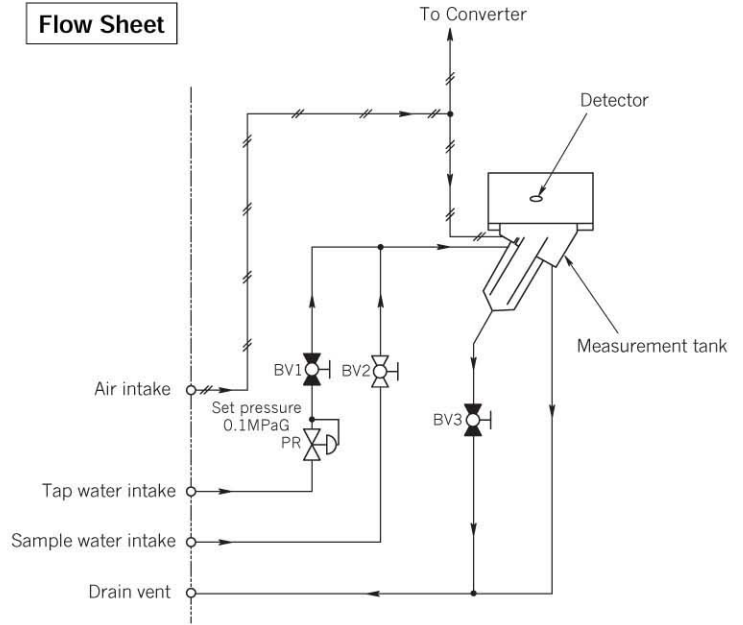 Flow Sheet
To Converter
Detector
Measurement tank
Air intake
BV1
BV2
Set pressure
0.1MPaG
PR
BV3
Tap water intake
Sample water intake
Drain vent